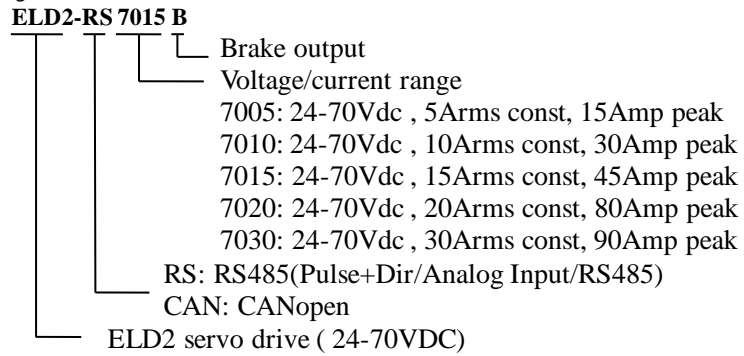 ELD2-RS 7015 B
Brake output
Voltage/current range
7005: 24-70Vdc , 5Arms const, 15Amp peak
7010: 24-70Vdc , 10Arms const, 30Amp peak
7015: 24-70Vdc , 15Arms const, 45Amp peak
7020: 24-70Vdc , 20Arms const, 80Amp peak
7030: 24-70Vdc , 30Arms const, 90Amp peak
RS: RS485(Pulse+Dir/Analog Input/RS485)
CAN: CANopen
ELD2 servo drive ( 24-70VDC)